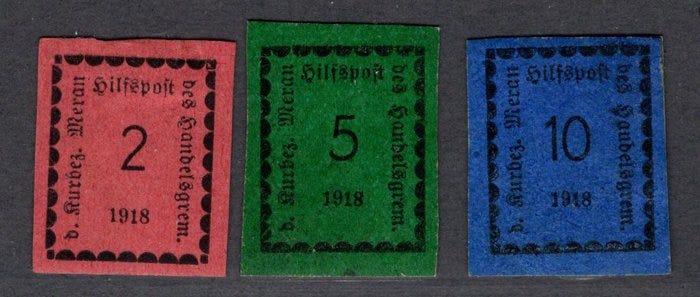 d. Kurbez. Meran
Hilfspost
des Handelsgrem.
2
1918
d. Kurbez. Meran
Hilfspost
des Handelsgrem.
5
1918
d. Kurbez. Meran
Hilfspost
des Handelsgrem.
10
1918